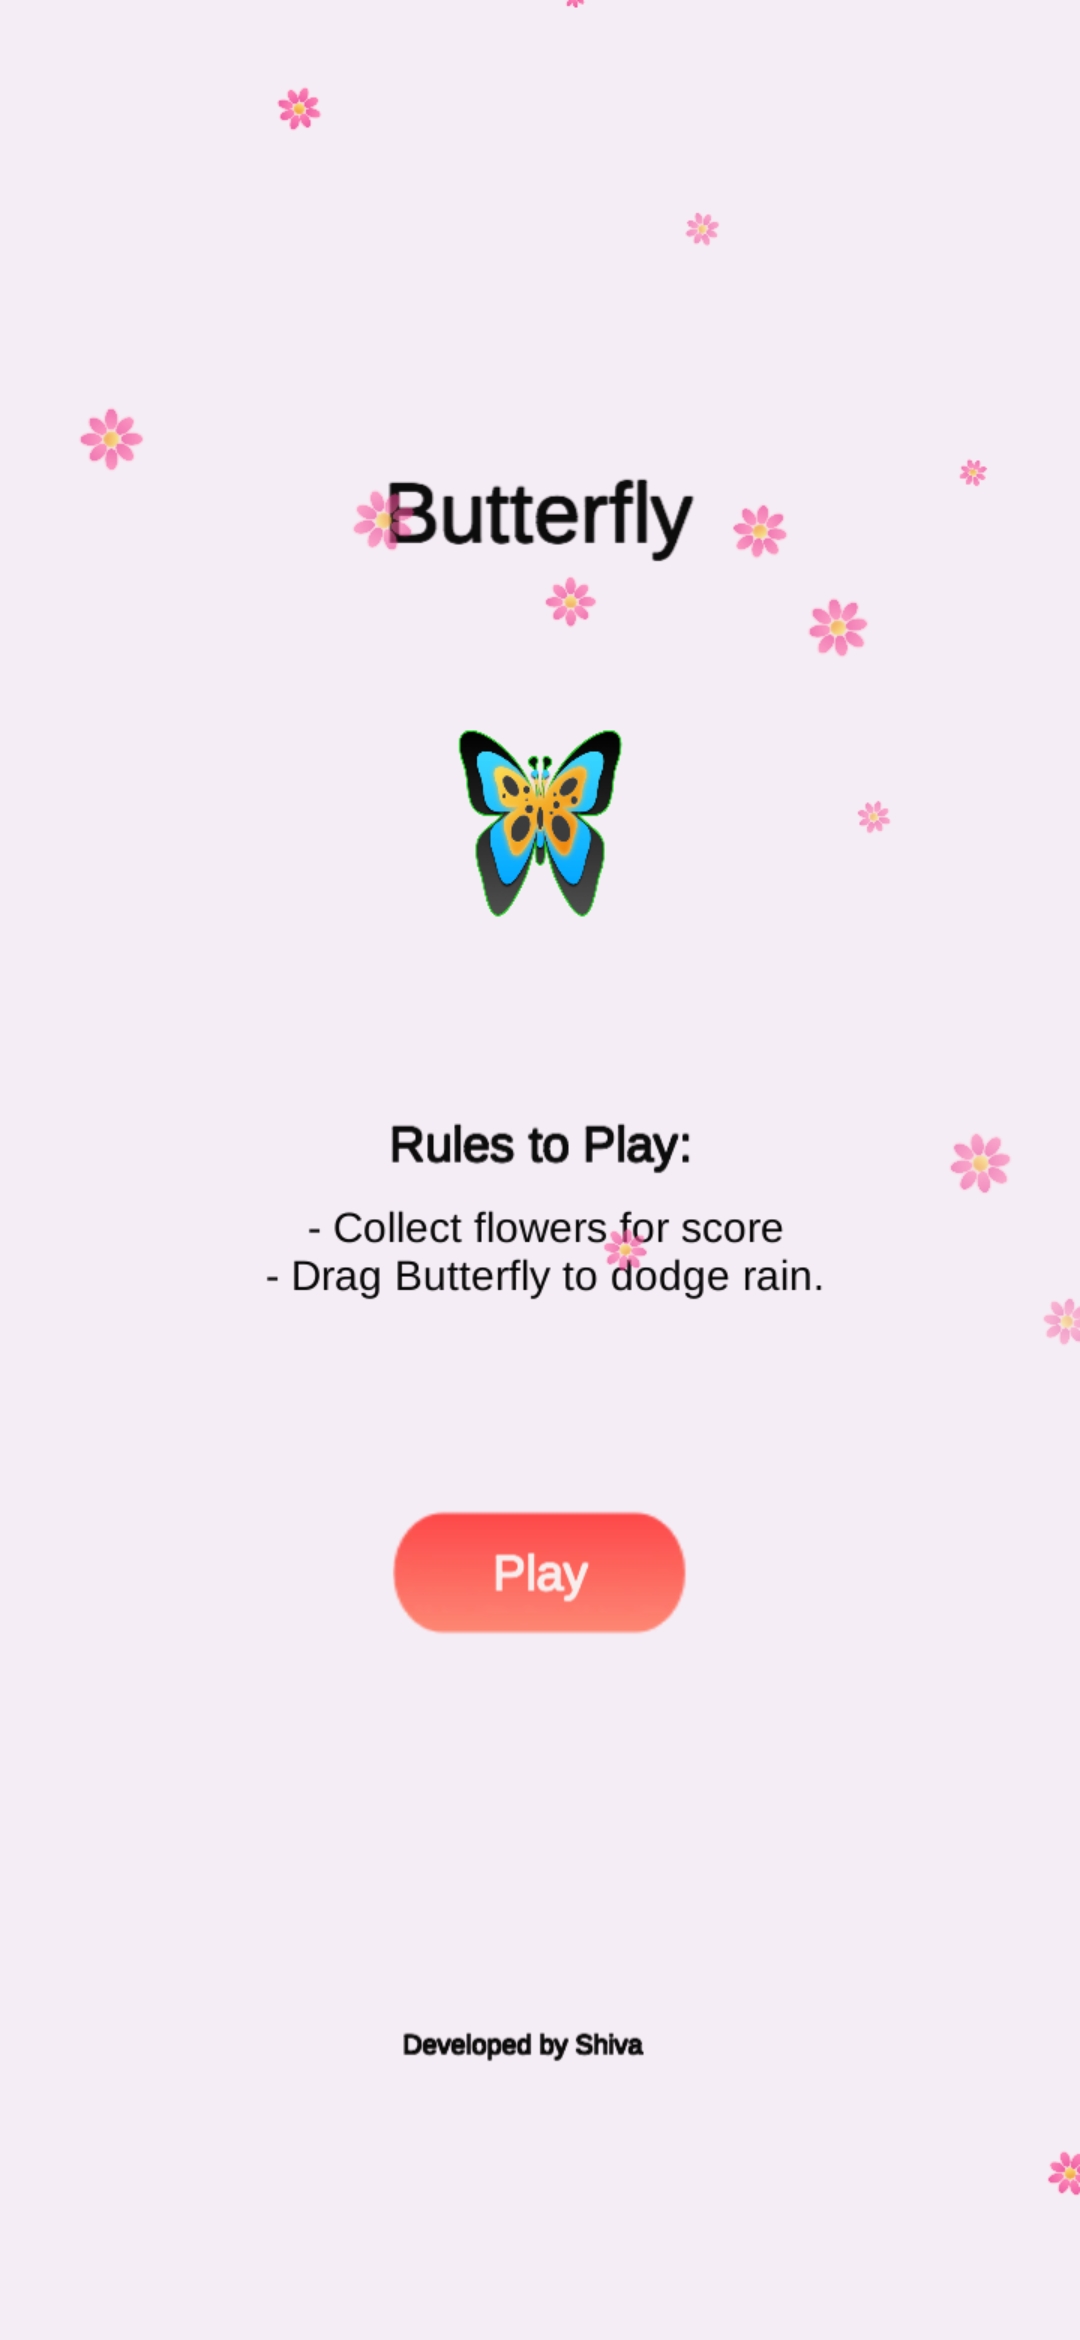 Butterfly
Rules to Play:
- Collect flowers for score
- Drag Butterfly to dodge rain.
Play
Developed by Shiva